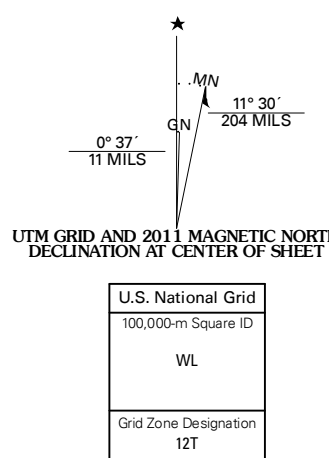 ★
MN
GN
11° 30´
204 MILS
0° 37´
11 MILS
UTM GRID AND 2011 MAGNETIC NORT
DECLINATION AT CENTER OF SHEET
U.S. National Grid
100,000-m Square ID
WL
Grid Zone Designation
12T